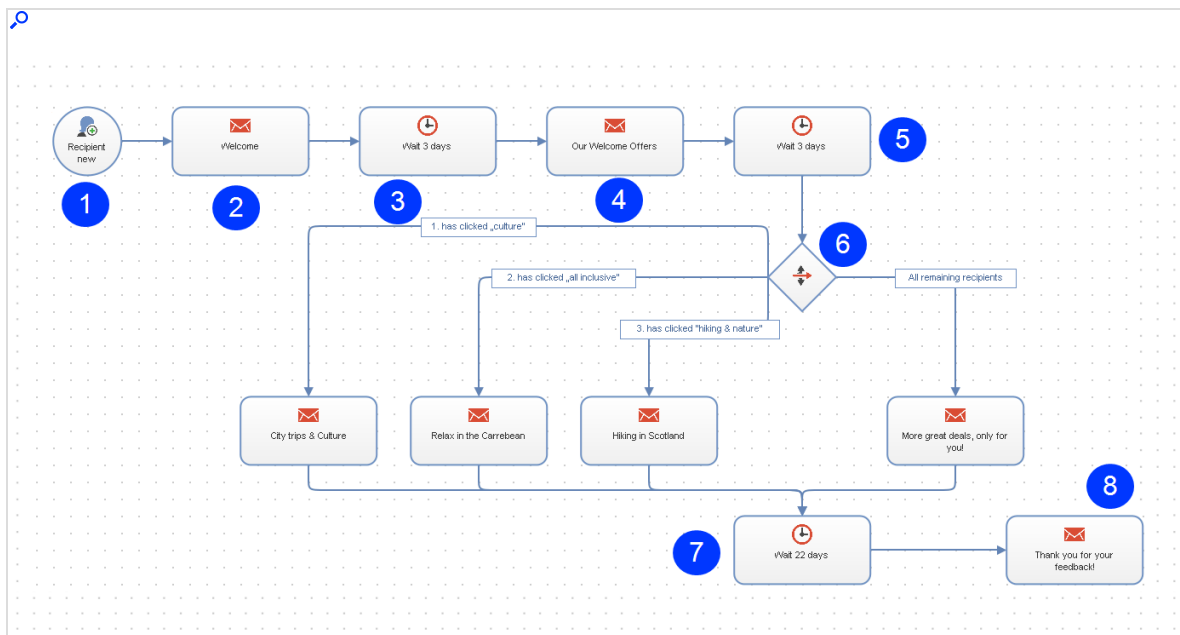 Recipient
new
Welcome
Wait 3 days
Our Welcome Offers
Wait 3 days
5
1
2
3
4
1. has clicked „culture"
6
2. has clicked „all inclusive"
All remaining recipients
3. has clicked "hiking & nature"
City trips & Culture
Relax in the Carrebean
Hiking in Scotland
More great deals, only for
you!
8
7
Wait 22 days
Thank you for your
feedback!